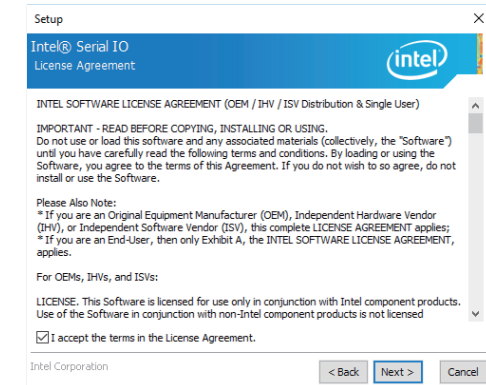 Setup
Intel® Serial IO
License Agreement
intel
INTEL SOFTWARE LICENSE AGREEMENT (OEM / IHV / ISV Distribution & Single User)
IMPORTANT - READ BEFORE COPYING, INSTALLING OR USING.
Do not use or load this software and any associated materials (collectively, the "Software")
until you have carefully read the following terms and conditions. By loading or using the
Software, you agree to the terms of this Agreement. If you do not wish to so agree, do not
install or use the Software.
Please Also Note:
* If you are an Original Equipment Manufacturer (OEM), Independent Hardware Vendor
(IHV), or Independent Software Vendor (ISV), this complete LICENSE AGREEMENT applies;
* If you are an End-User, then only Exhibit A, the INTEL SOFTWARE LICENSE AGREEMENT,
applies.
For OEMs, IHVs, and ISVs:
LICENSE. This Software is licensed for use only in conjunction with Intel component products.
Use of the Software in conjunction with non-Intel component products is not licensed
I accept the terms in the License Agreement.
Intel Corporation
< Back
Next >
Cancel